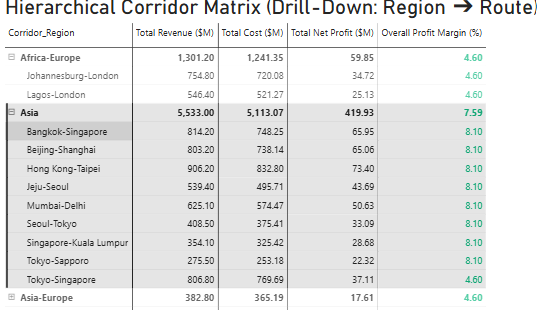 Hierarchical Corridor Matrix (Drill-Down: Region → Route)
Corridor_Region Total Revenue ($M) Total Cost ($M) Total Net Profit ($M) Overall Profit Margin (%)
Africa-Europe 1,301.20 1,241.35 59.85 4.60
Johannesburg-London 754.80 720.08 34.72 4.60
Lagos-London 546.40 521.27 25.13 4.60
Asia 5,533.00 5,113.07 419.93 7.59
Bangkok-Singapore 814.20 748.25 65.95 8.10
Beijing-Shanghai 803.20 738.14 65.06 8.10
Hong Kong-Taipei 906.20 832.80 73.40 8.10
Jeju-Seoul 539.40 495.71 43.69 8.10
Mumbai-Delhi 625.10 574.47 50.63 8.10
Seoul-Tokyo 408.50 375.41 33.09 8.10
Singapore-Kuala Lumpur 354.10 325.42 28.68 8.10
Tokyo-Sapporo 275.50 253.18 22.32 8.10
Tokyo-Singapore 806.80 769.69 37.11 4.60
Asia-Europe 382.80 365.19 17.61 4.60